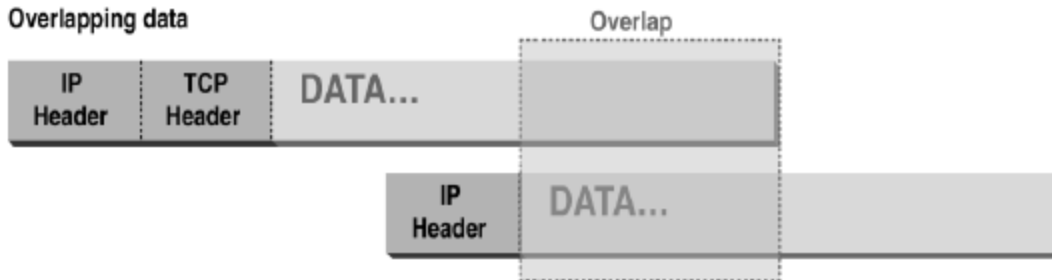 Overlapping data
Overlap
IP
Header
TCP
Header
DATA...
IP
Header
DATA...